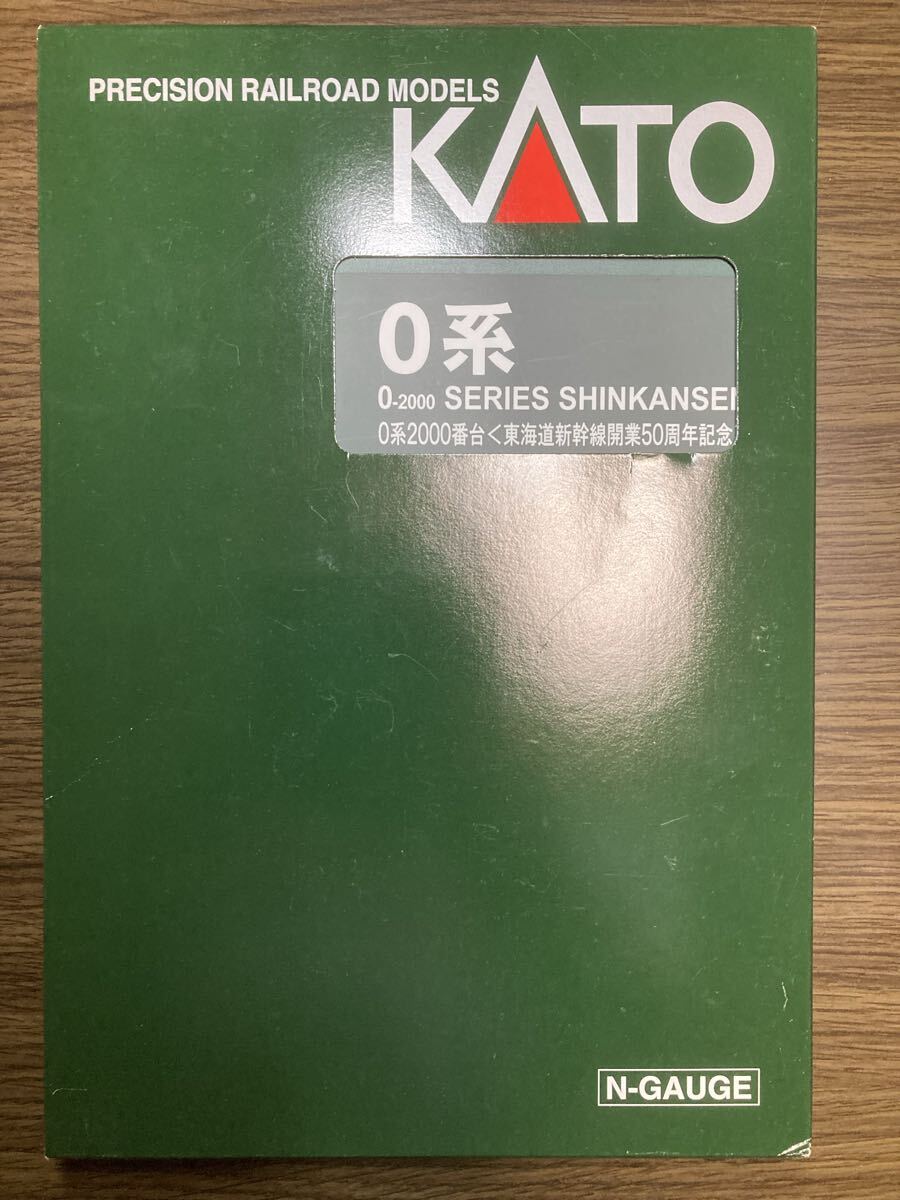 PRECISION RAILROAD MODELS
KATO
0系
0-2000 SERIES SHINKANSEN
0系2000番台<東海道新幹線開業50周年記念
N-GAUGE